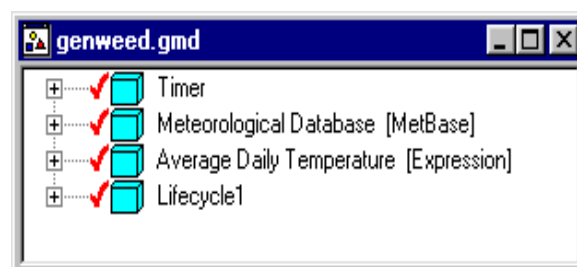 genweed.gmd
Timer
Meteorological Database [MetBase]
Average Daily Temperature [Expression]
Lifecycle1